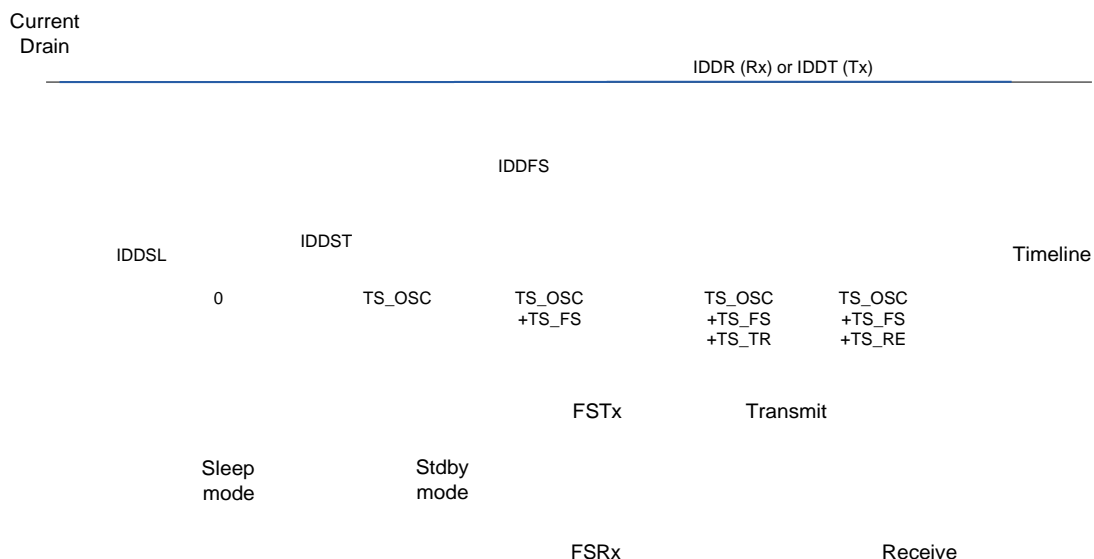 Current
Drain
IDDR (Rx) or IDDT (Tx)
IDDFS
IDDST
IDDSL
Timeline
0 TS_OSC TS_OSC TS_OSC TS_OSC
+TS_FS +TS_FS +TS_FS
+TS_TR +TS_RE
FSTx Transmit
Sleep Stdby
mode mode
FSRx Receive